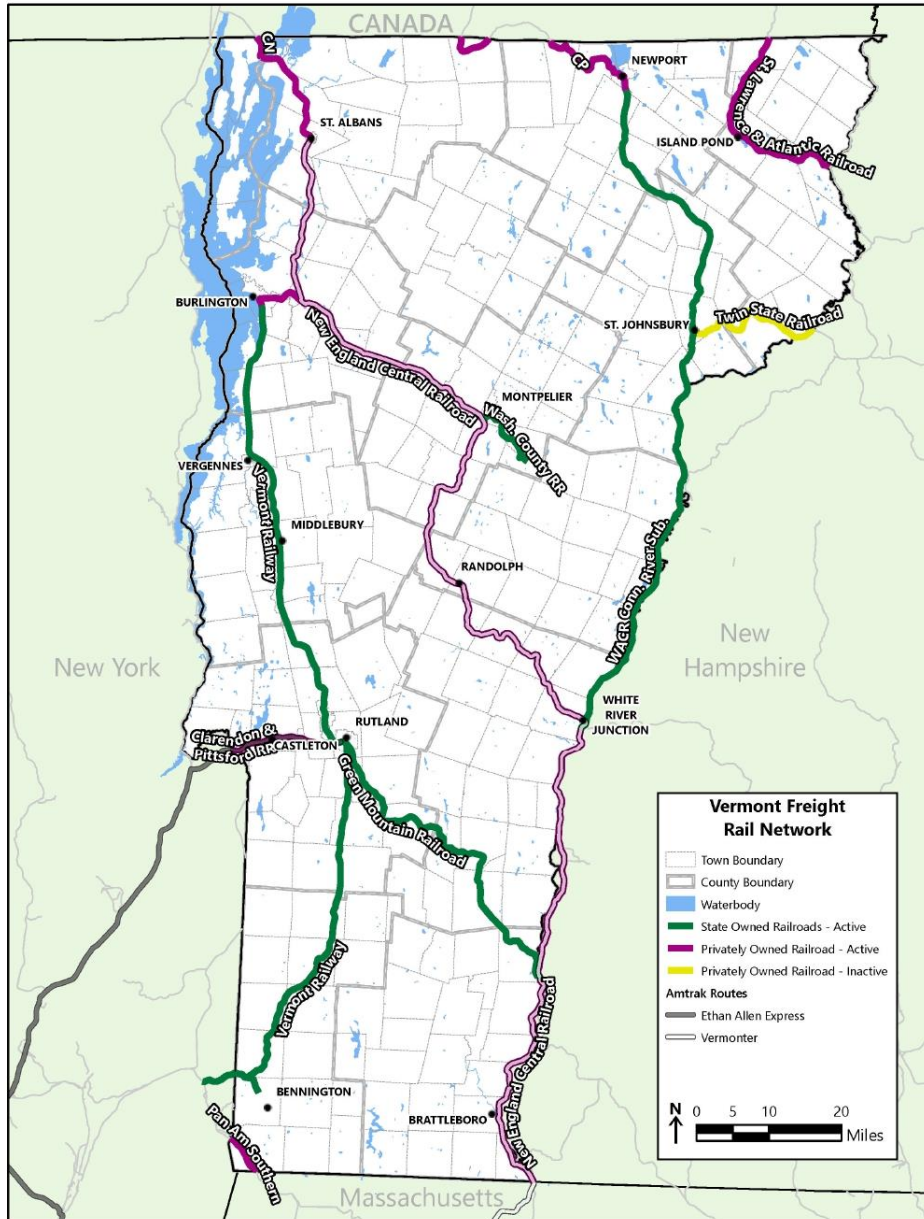 CANADA
CN
CP
NEWPORT
St. Lawrence & Atlantic Railroad
ST. ALBANS
ISLAND POND
BURLINGTON
New England Central Railroad
ST. JOHNSBURY
Twin State Railroad
MONTPELIER
Wash. County RR
VERGENNES
Vermont Railway
MIDDLEBURY
RANDOLPH
WACR Conn. River Sub.
New York
New
Hampshire
WHITE
RIVER
JUNCTION
Clarendon &
Pittsford RR
CASTLETON
RUTLAND
Green Mountain Railroad
Vermont Railway
New England Central Railroad
BENNINGTON
BRATTLEBORO
Pan Am Southern
Massachusetts
Vermont Freight
Rail Network
Town Boundary
County Boundary
Waterbody
State Owned Railroads - Active
Privately Owned Railroad - Active
Privately Owned Railroad - Inactive
Amtrak Routes
Ethan Allen Express
Vermonter
N
0 5 10 20
Miles